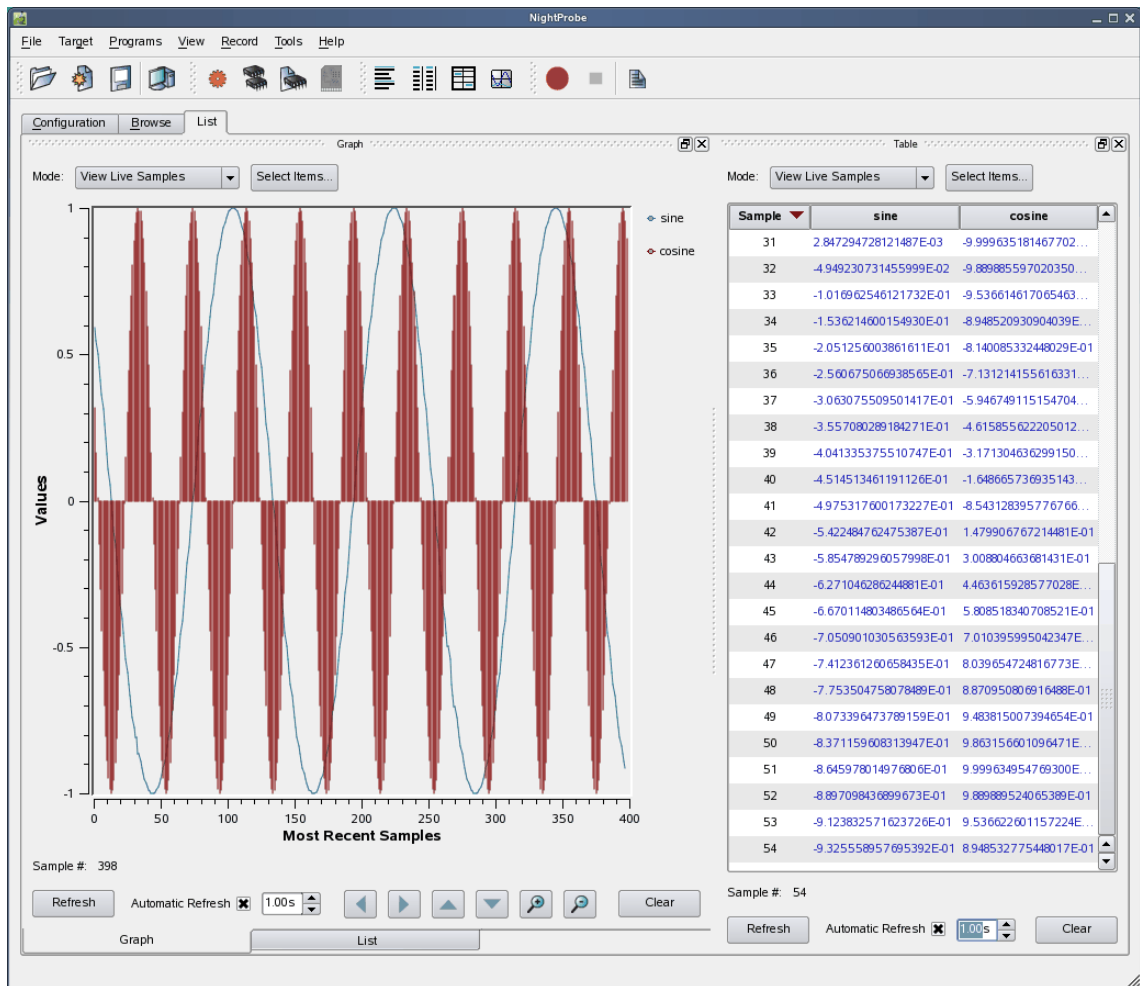 NightProbe
File Target Programs View Record Tools Help
Configuration Browse List
Graph
Mode: View Live Samples Select Items...
sine
cosine
1
0.5
0
-0.5
-1
Values
0 50 100 150 200 250 300 350 400
Most Recent Samples
Sample #: 398
Refresh Automatic Refresh 1.00s Clear
Graph List
Table
Mode: View Live Samples Select Items...
Sample sine cosine
31 2.847294728121487E-03 -9.999635181467702...
32 -4.949230731455999E-02 -9.889885597020350...
33 -1.016962546121732E-01 -9.536614617065463...
34 -1.536214600154930E-01 -8.948520930904039E...
35 -2.051256003861611E-01 -8.140085332448029E-01
36 -2.560675066938565E-01 -7.131214155616331...
37 -3.063075509501417E-01 -5.946749115154704...
38 -3.557080289184271E-01 -4.615855622205012...
39 -4.041335375510747E-01 -3.171304636299150...
40 -4.514513461191126E-01 -1.648665736935143...
41 -4.975317600173227E-01 -8.543128395776766...
42 -5.422484762475387E-01 1.479906767214481E-01
43 -5.854789296057998E-01 3.008804663681431E-01
44 -6.271046286244881E-01 4.463615928577028E...
45 -6.670114803486564E-01 5.808518340708521E-01
46 -7.050901030563593E-01 7.010395995042347E...
47 -7.412361260658435E-01 8.039654724816773E...
48 -7.753504758078489E-01 8.870950806916488E-01
49 -8.073396473789159E-01 9.483815007394654E-01
50 -8.371159608313947E-01 9.863156601096471E...
51 -8.645978014976806E-01 9.999634954769300E...
52 -8.897098436899673E-01 9.889889524065389E-01
53 -9.123832571623726E-01 9.536622601157224E...
54 -9.325558957695392E-01 8.948532775448017E-01
Sample #: 54
Refresh Automatic Refresh 1.00s Clear